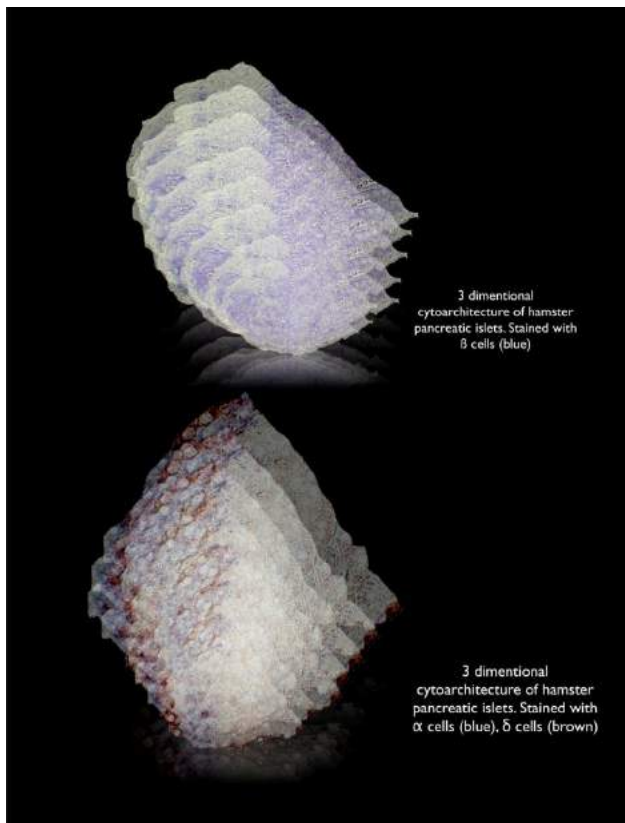 3 dimentional
cytoarchitecture of hamster
pancreatic islets. Stained with
ß cells (blue)
3 dimentional
cytoarchitecture of hamster
pancreatic islets. Stained with
α cells (blue), δ cells (brown)